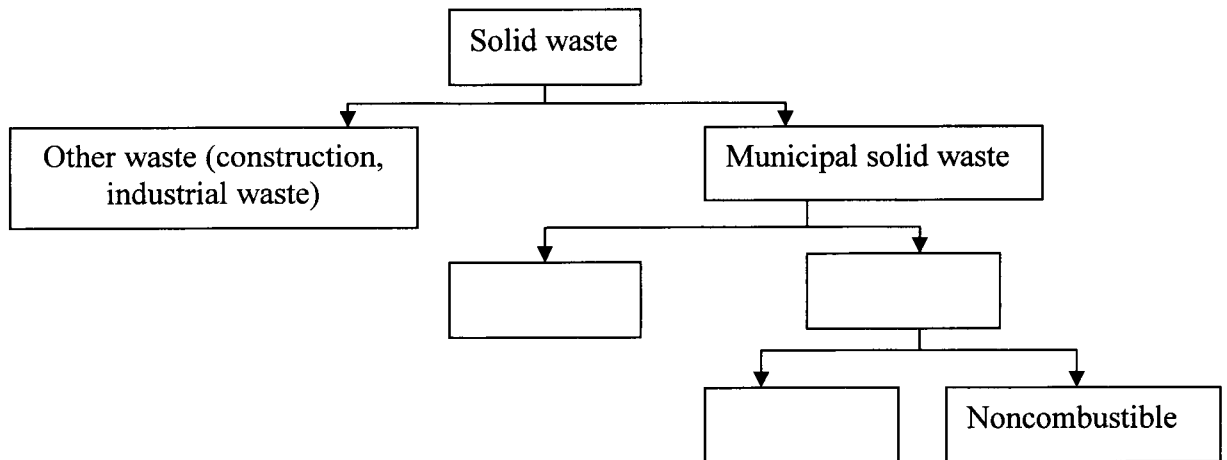 Solid waste
Other waste (construction,
industrial waste)
Municipal solid waste
Noncombustible